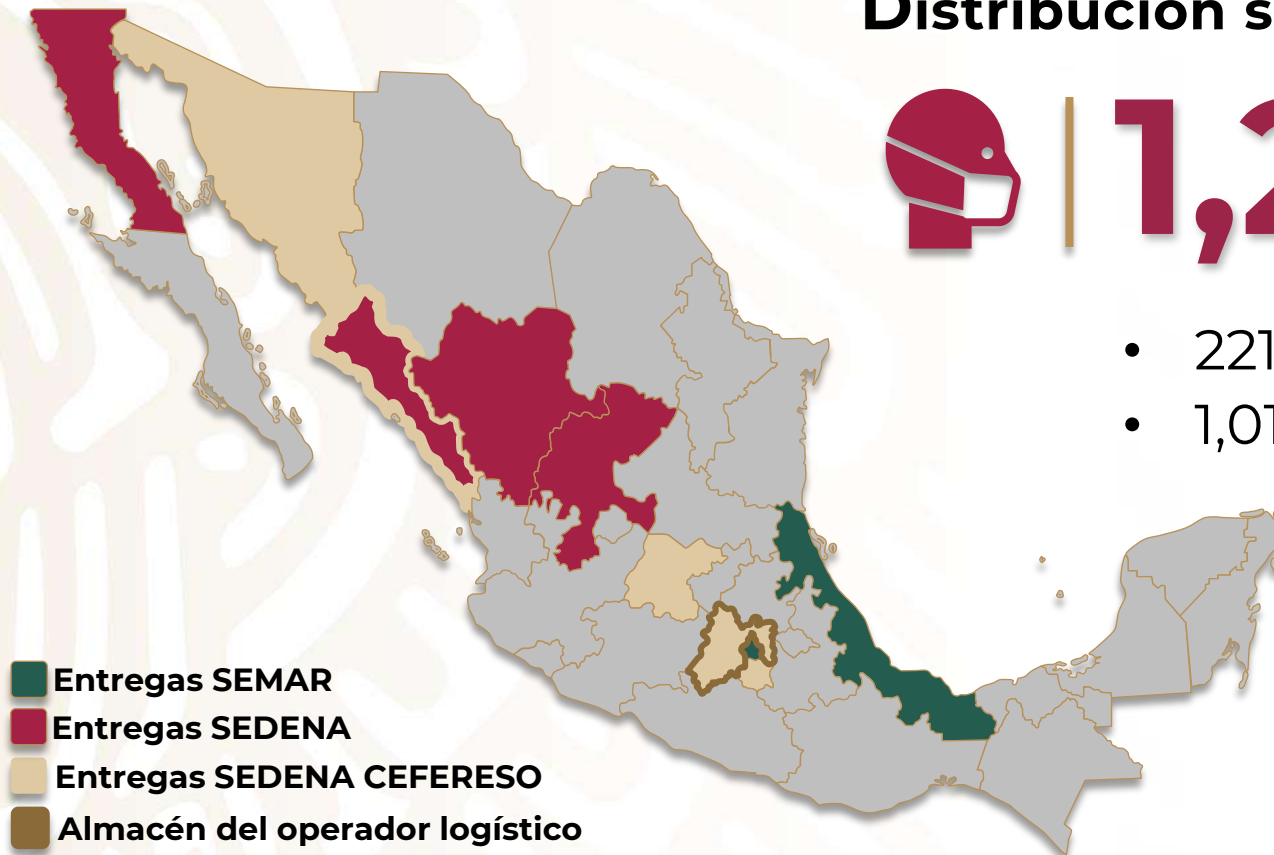 Distribución s
1,2
221
1,01
Entregas SEMAR
Entregas SEDENA
Entregas SEDENA CEFERESO
Almacén del operador logístico